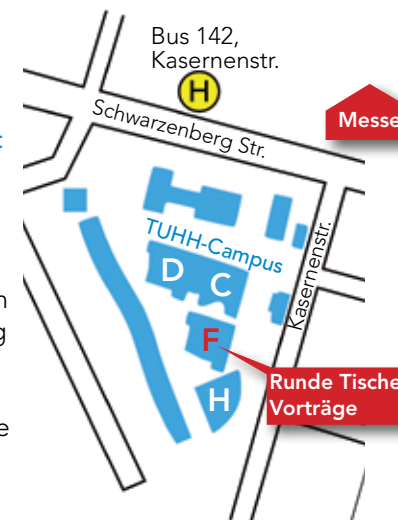 Bus 142,
Kasernenstr.
H
Schwarzenberg Str.
Messe
TUHH-Campus
D
C
Kasernenstr.
F
Runde Tische
Vorträge
H